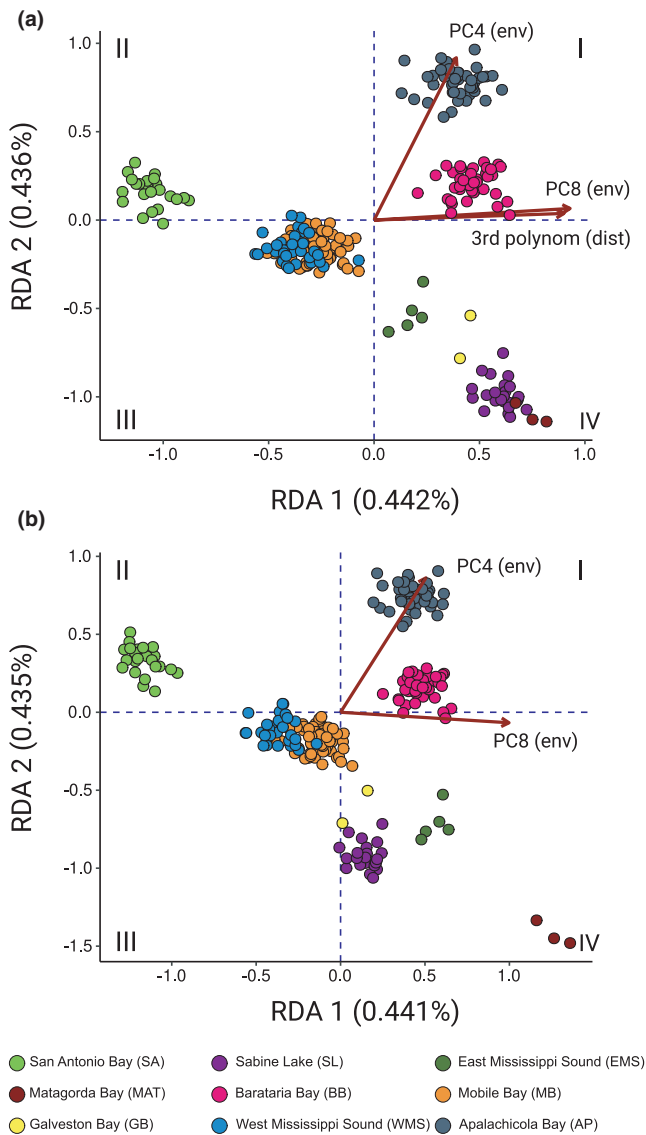 (a)
II
I
PC4 (env)
PC8 (env)
3rd polynom (dist)
III
IV
1.0
0.5
0.0
-0.5
-1.0
RDA 2 (0.436%)
-1.0
-0.5
0.0
0.5
1.0
RDA 1 (0.442%)
(b)
II
I
PC4 (env)
PC8 (env)
III
IV
1.0
0.5
0.0
-0.5
-1.0
-1.5
RDA 2 (0.435%)
-1.0
-0.5
0.0
0.5
1.0
RDA 1 (0.441%)
San Antonio Bay (SA)
Sabine Lake (SL)
East Mississippi Sound (EMS)
Matagorda Bay (MAT)
Barataria Bay (BB)
Mobile Bay (MB)
Galveston Bay (GB)
West Mississippi Sound (WMS)
Apalachicola Bay (AP)